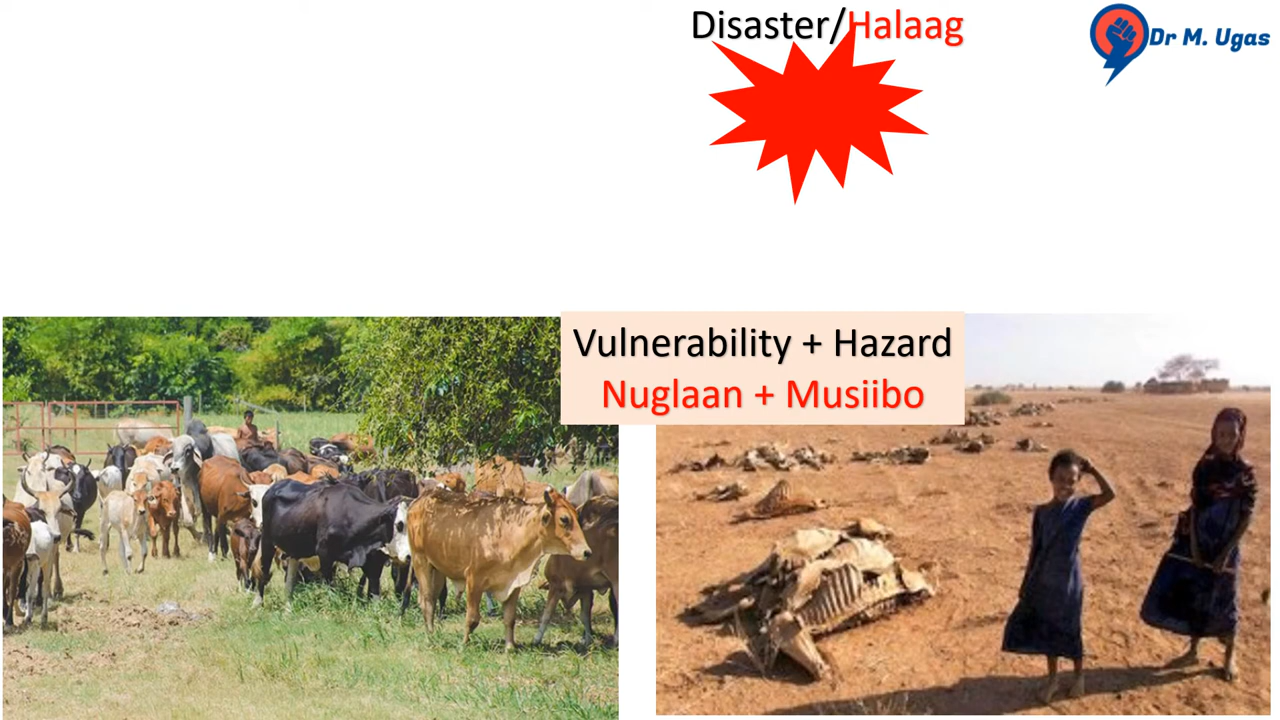 Disaster/Halaag
Dr M. Ugas
Vulnerability + Hazard
Nuglaan + Musiibo